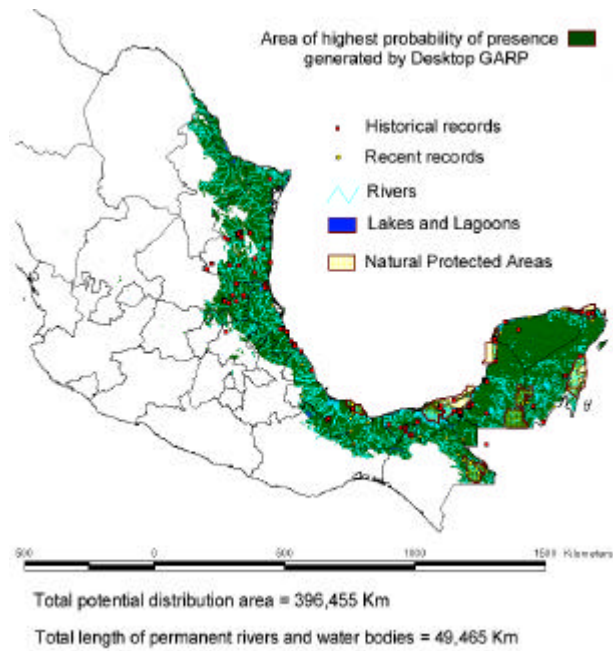 Area of highest probability of presence
generated by Desktop GARP
Historical records
Recent records
Rivers
Lakes and Lagoons
Natural Protected Areas
500 0 500 1000 1500 Kilometers
Total potential distribution area = 396,455 Km
Total length of permanent rivers and water bodies = 49,465 Km